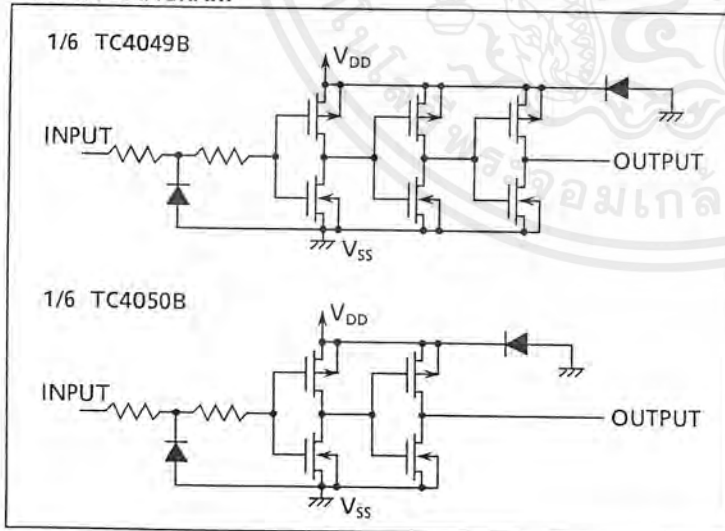 1/6 TC4049B
VDD
INPUT
OUTPUT
VSS
1/6 TC4050B
VDD
INPUT
OUTPUT
VSS